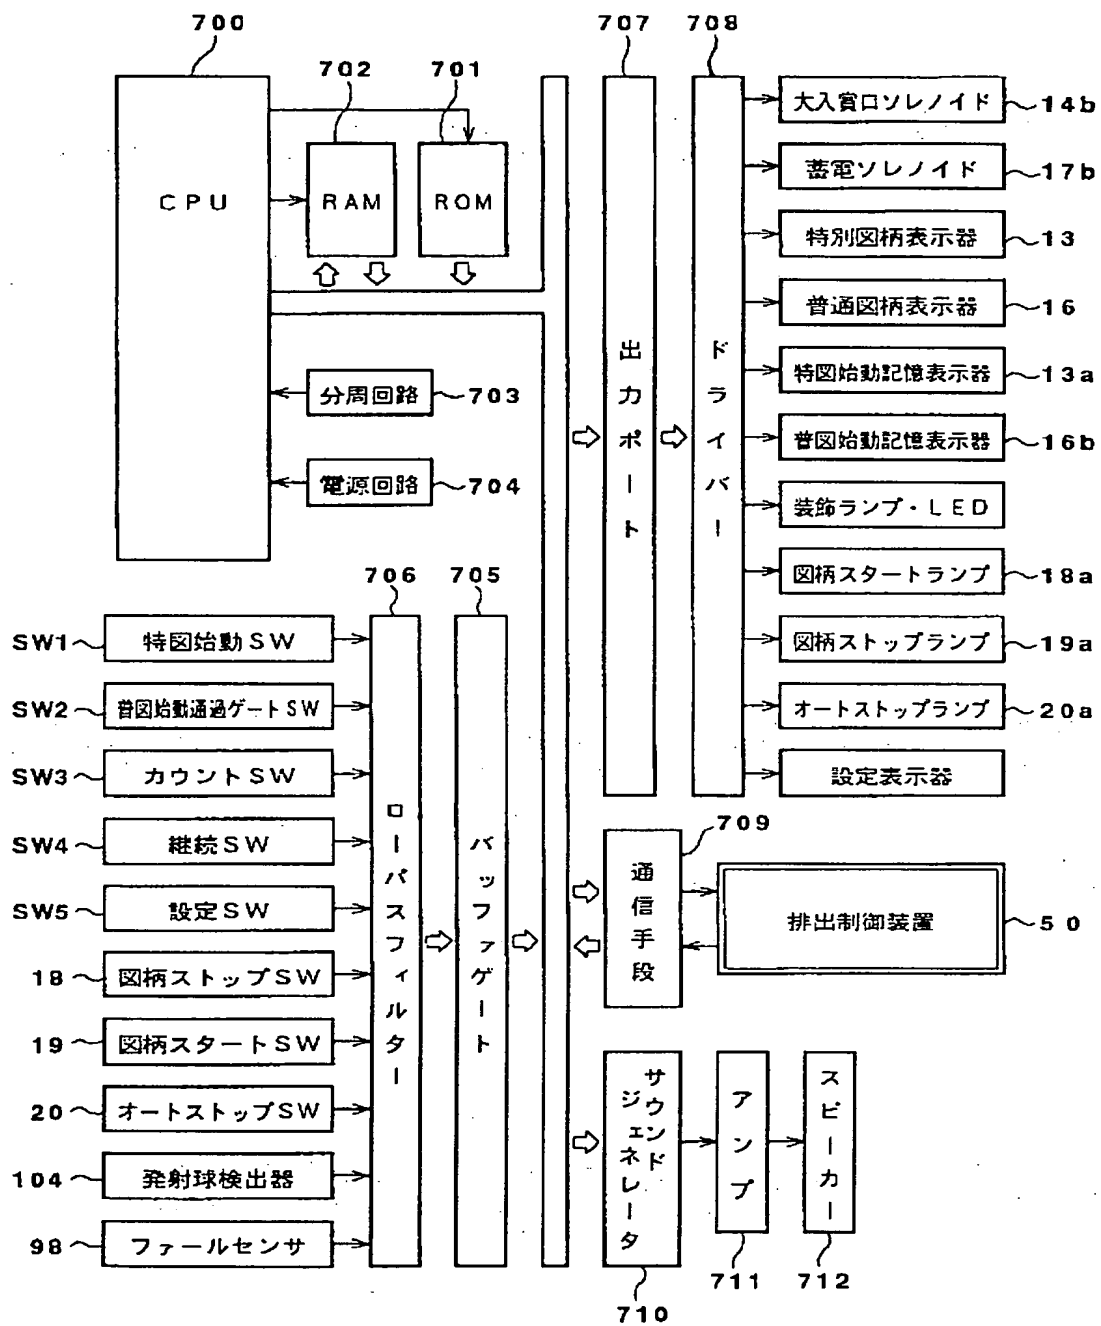 700
707
708
702
701
CPU
RAM
ROM
分周回路
703
電源回路
704
706
705
SW1
特図始動SW
SW2
普図始動通過ゲートSW
SW3
カウントSW
SW4
継続SW
SW5
設定SW
18
図柄ストップSW
19
図柄スタートSW
20
オートストップSW
104
発射球検出器
98
ファールセンサ
ローパスフィルター
バッファゲート
出力ポート
ドライバー
大入賞口ソレノイド
14b
蓄電ソレノイド
17b
特別図柄表示器
13
普通図柄表示器
16
特図始動記憶表示器
13a
普図始動記憶表示器
16b
装飾ランプ・LED
図柄スタートランプ
18a
図柄ストップランプ
19a
オートストップランプ
20a
設定表示器
709
通信手段
排出制御装置
50
サウンド
ジェネレータ
710
アンプ
711
スピーカー
712